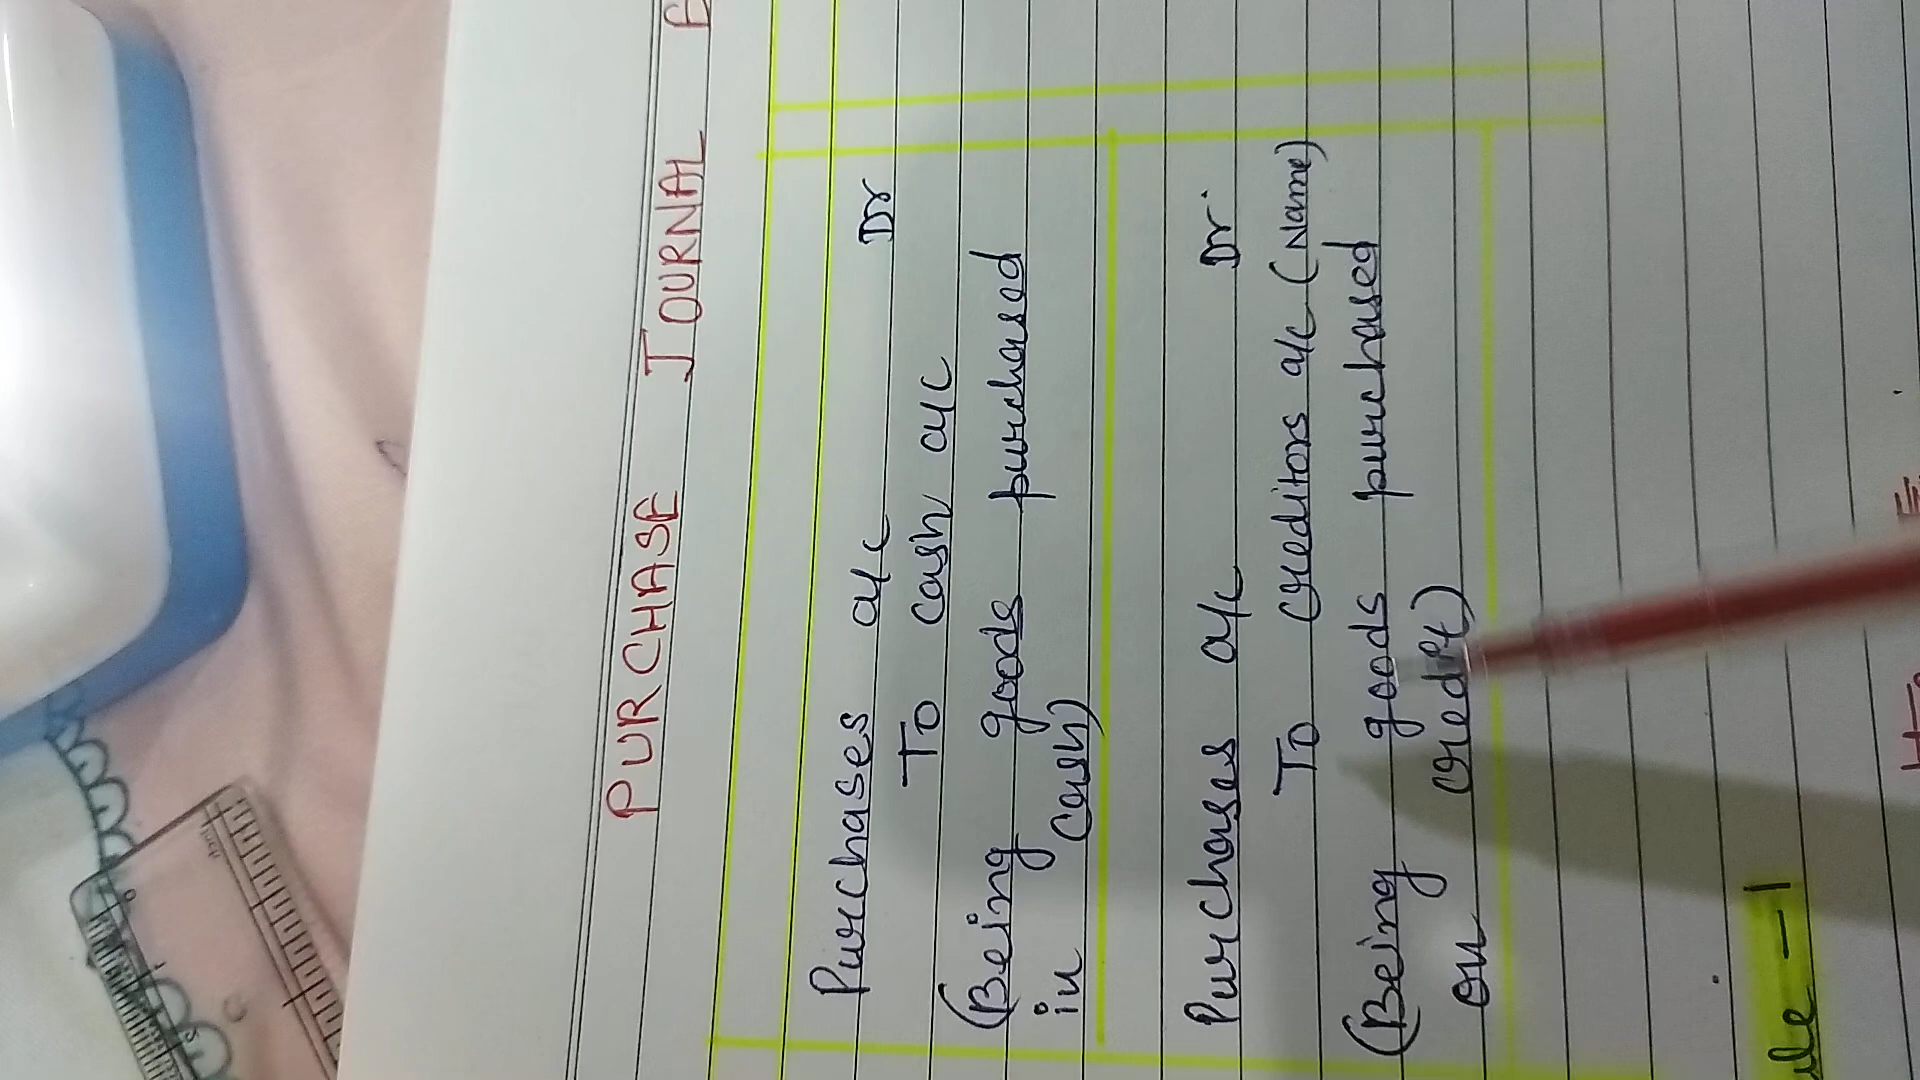 PURCHASE JOURNAL
Purchases a/c Dr
To cash a/c
(Being goods purchased
in cash)
Purchases a/c Dr.
To creditors a/c (Name)
(Being goods purchased
on credit)